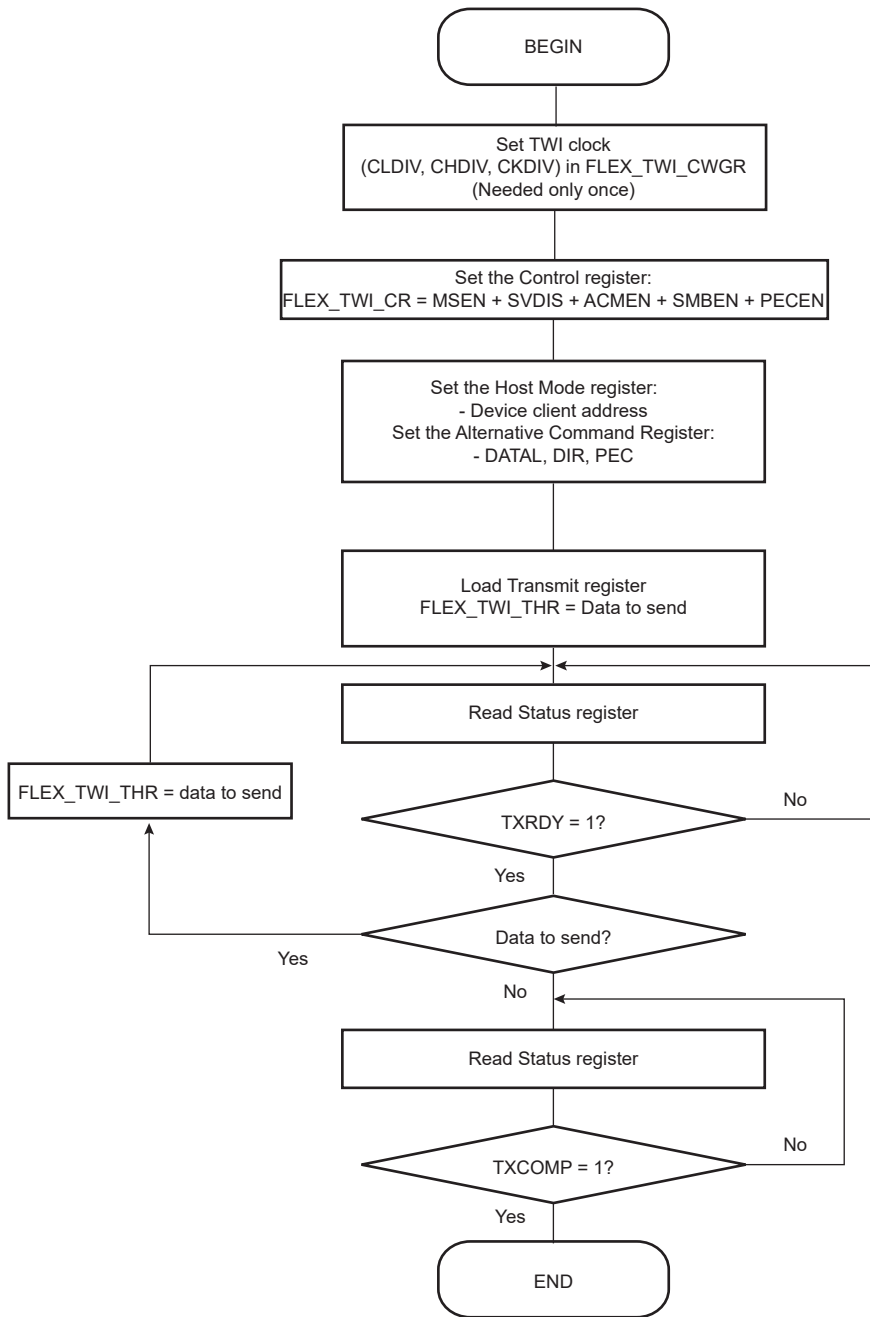 BEGIN
Set TWI clock
(CLDIV, CHDIV, CKDIV) in FLEX_TWI_CWGR
(Needed only once)
Set the Control register:
FLEX_TWI_CR = MSEN + SVDIS + ACMEN + SMBEN + PECEN
Set the Host Mode register:
- Device client address
Set the Alternative Command Register:
- DATAL, DIR, PEC
Load Transmit register
FLEX_TWI_THR = Data to send
Read Status register
FLEX_TWI_THR = data to send
TXRDY = 1?
No
Yes
Data to send?
Yes
No
Read Status register
TXCOMP = 1?
No
Yes
END